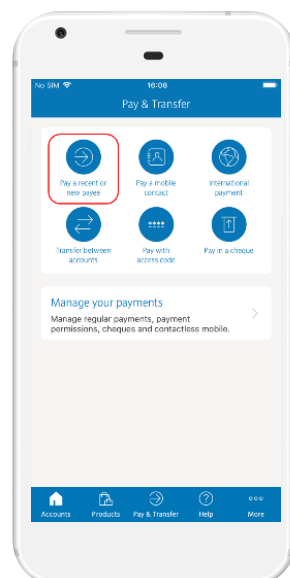 No SIM 16:08
Pay & Transfer
Pay a recent or
new payee
Pay a mobile
contact
International
payment
Transfer between
accounts
Pay with
access code
Pay in a cheque
Manage your payments
Manage regular payments, payment
permissions, cheques and contactless mobile.
Accounts Products Pay & Transfer Help More